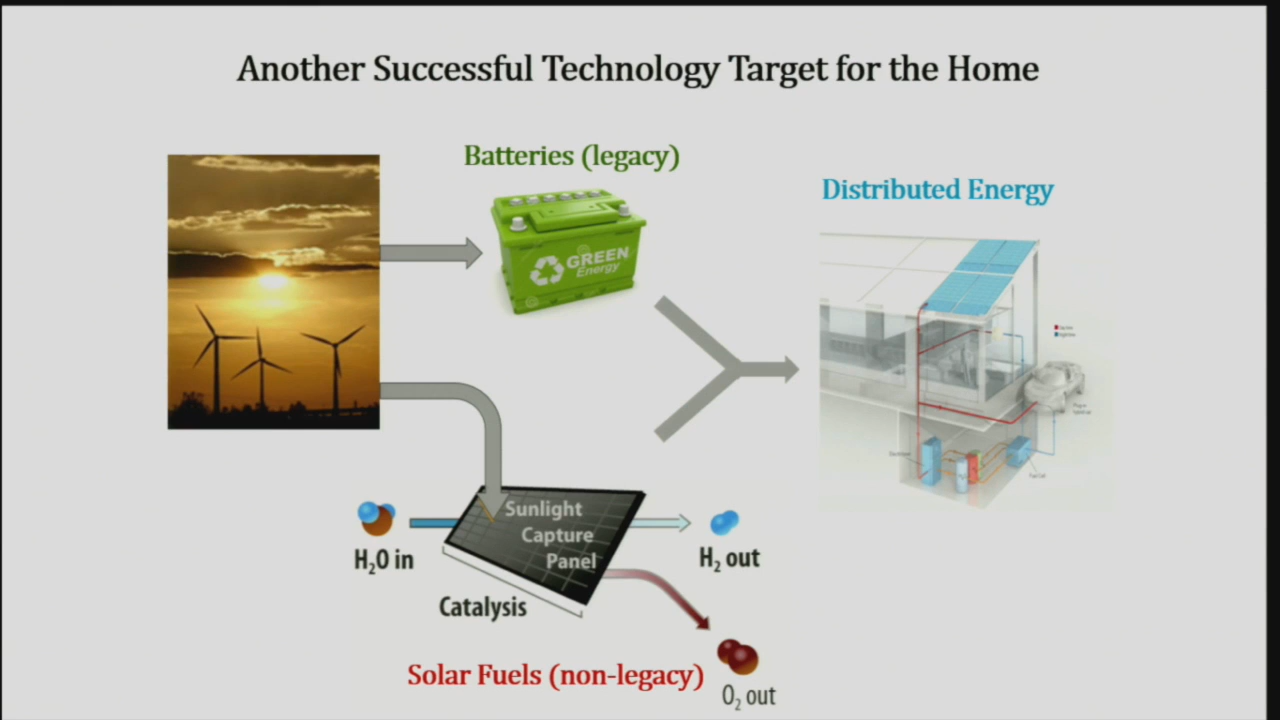 Another Successful Technology Target for the Home
Batteries (legacy)
Distributed Energy
GREEN
Energy
Sunlight
Capture
Panel
H₂O in
H₂ out
Catalysis
Solar Fuels (non-legacy)
O₂ out